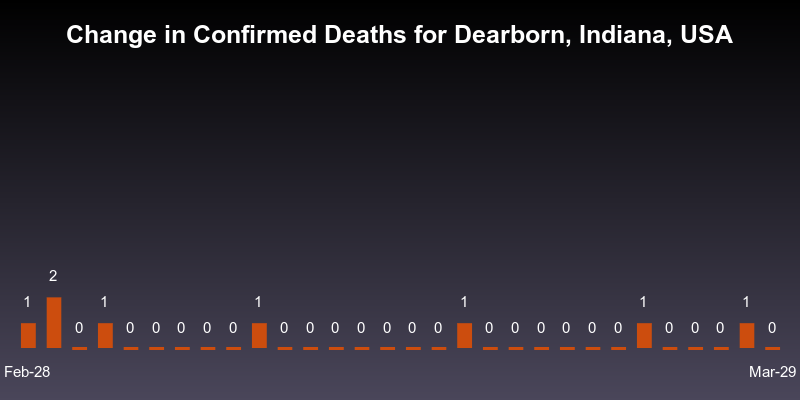 Change in Confirmed Deaths for Dearborn, Indiana, USA
1 2 0 1 0 0 0 0 0 1 0 0 0 0 0 0 0 1 0 0 0 0 0 0 1 0 0 0 1 0
Feb-28 Mar-29